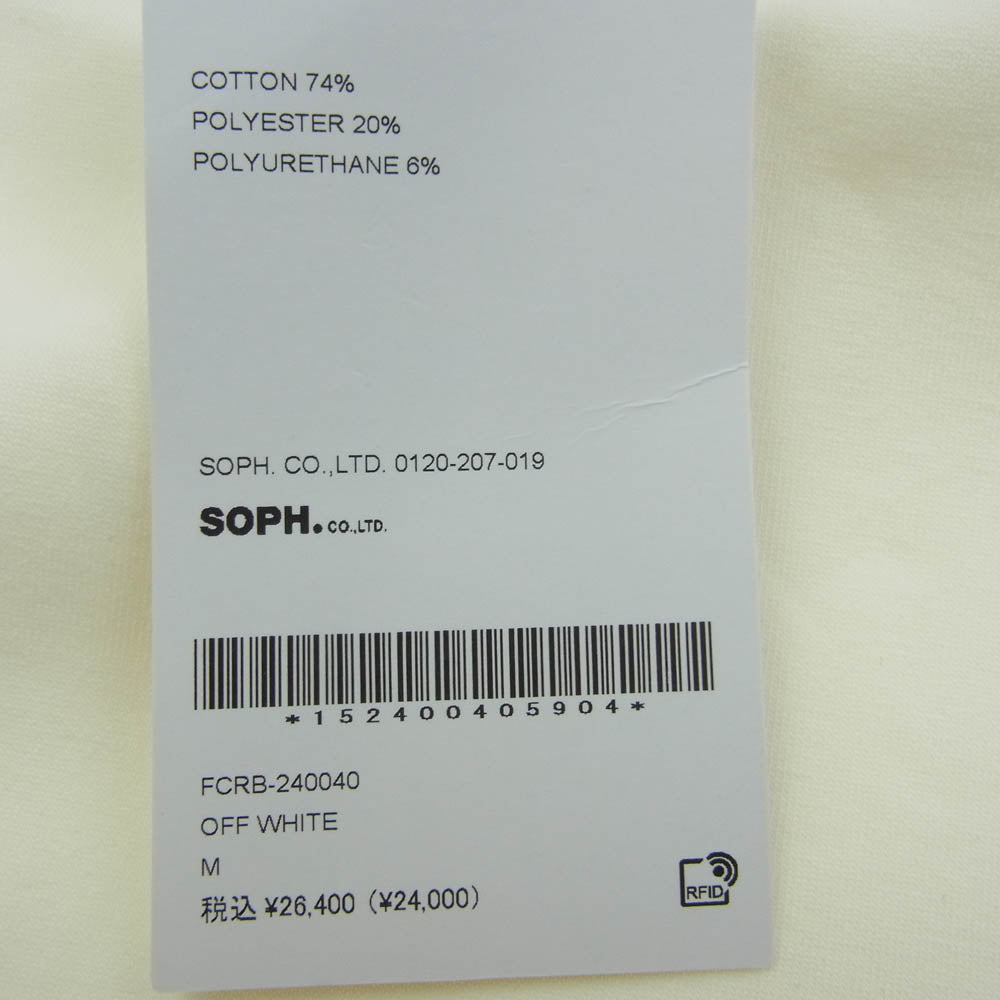 COTTON 74%
POLYESTER 20%
POLYURETHANE 6%
SOPH. CO.,LTD. 0120-207-019
SOPH. CO.,LTD.
*152400405904*
FCRB-240040
OFF WHITE
M
RFID
税込 ¥26,400 (¥24,000)